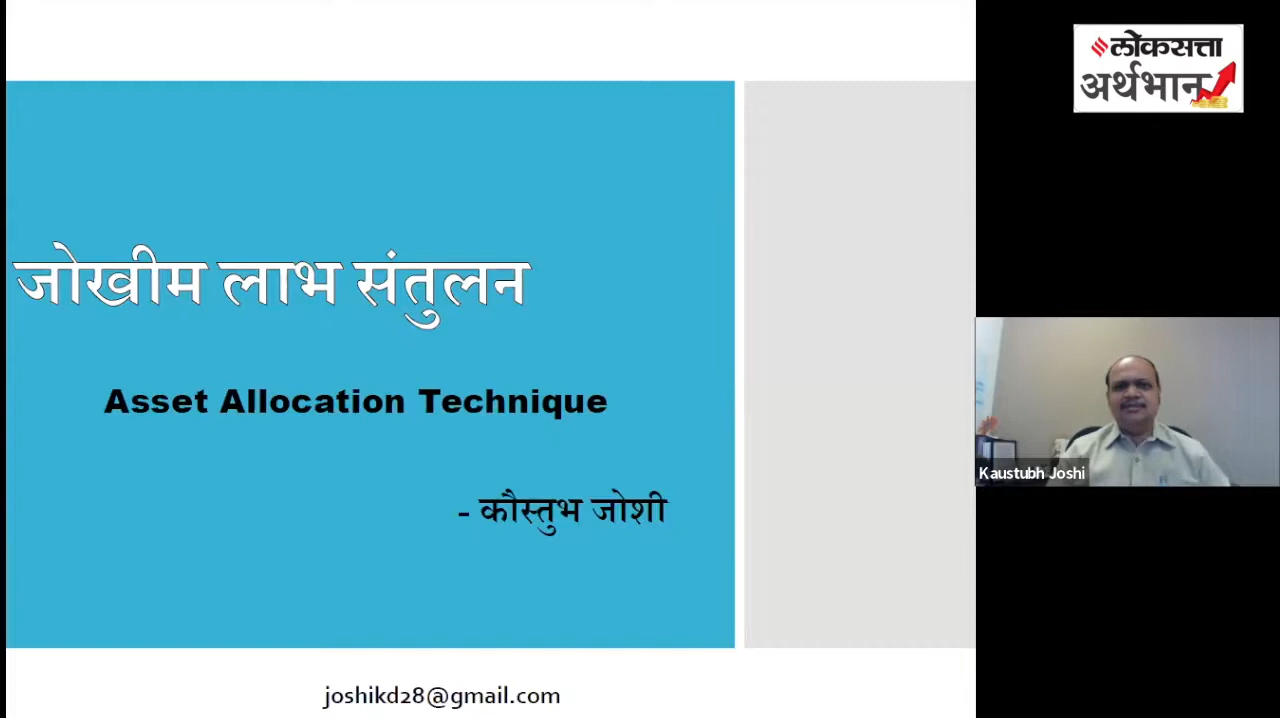 लोकसत्ता
अर्थभान
जोखीम लाभ संतुलन
Asset Allocation Technique
- कौस्तुभ जोशी
Kaustubh Joshi
joshikd28@gmail.com